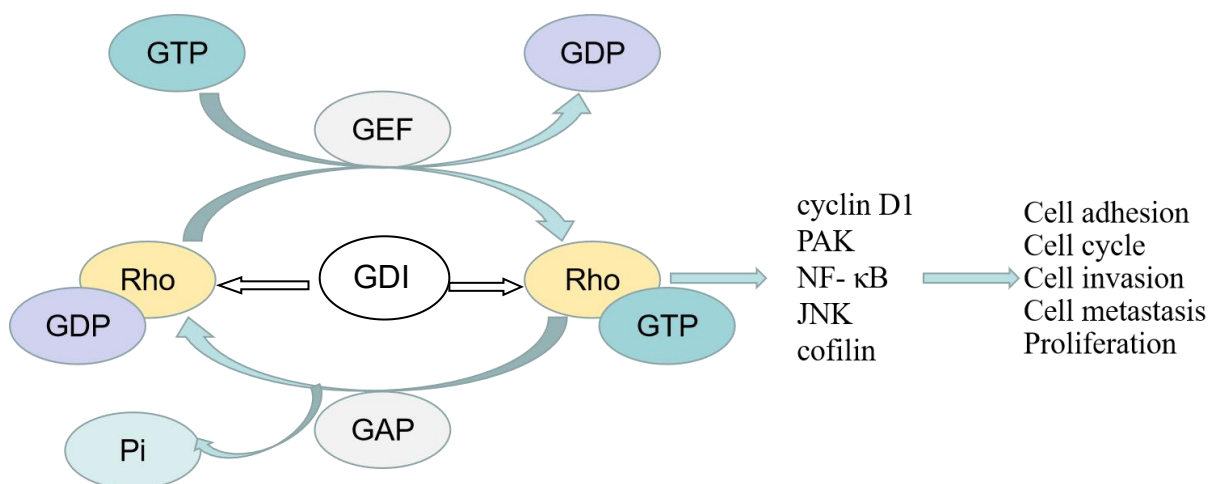 GTP
GDP
GEF
Rho
GDP
GDI
Rho
GTP
GAP
Pi
cyclin D1
PAK
NF- κB
JNK
cofilin
Cell adhesion
Cell cycle
Cell invasion
Cell metastasis
Proliferation